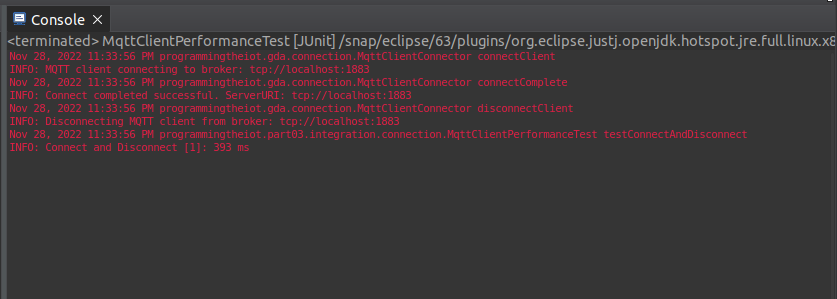 Console
<terminated> MqttClientPerformanceTest [JUnit] /snap/eclipse/63/plugins/org.eclipse.justj.openjdk.hotspot.jre.full.linux.x8
Nov 28, 2022 11:33:56 PM programmingtheiot.gda.connection.MqttClientConnector connectClient
INFO: MQTT client connecting to broker: tcp://localhost:1883
Nov 28, 2022 11:33:56 PM programmingtheiot.gda.connection.MqttClientConnector connectComplete
INFO: Connect completed successful. ServerURI: tcp://localhost:1883
Nov 28, 2022 11:33:56 PM programmingtheiot.gda.connection.MqttClientConnector disconnectClient
INFO: Disconnecting MQTT client from broker: tcp://localhost:1883
Nov 28, 2022 11:33:56 PM programmingtheiot.part03.integration.connection.MqttClientPerformanceTest testConnectAndDisconnect
INFO: Connect and Disconnect [1]: 393 ms